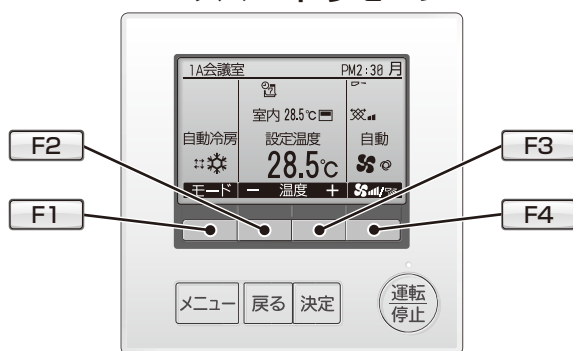 1A会議室 PM2:30 月
室内 28.5℃
自動冷房 設定温度 自動
28.5℃
モード － 温度 ＋
F2
F3
F1
F4
メニュー 戻る 決定 運転
停止